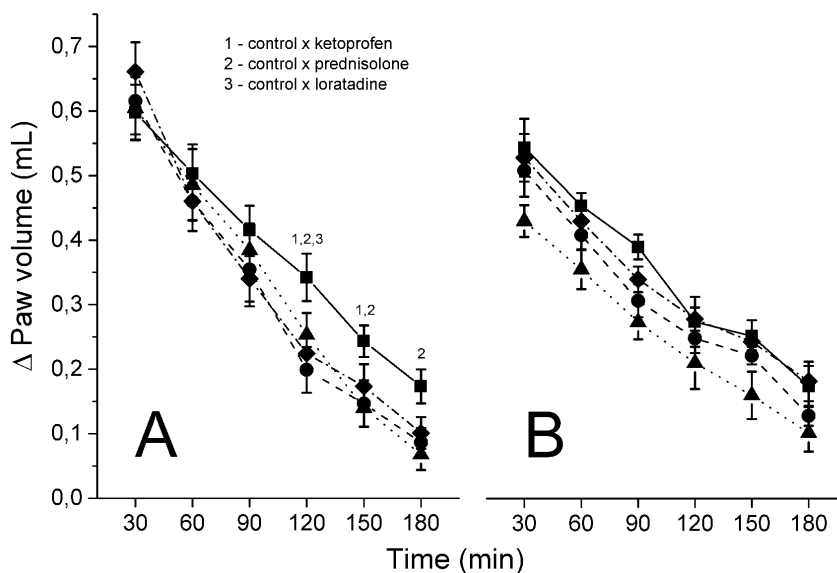 0,7
0,6
0,5
0,4
0,3
0,2
0,1
0,0
Δ Paw volume (mL)
1 - control x ketoprofen
2 - control x prednisolone
3 - control x loratadine
1,2,3
1,2
2
A
B
30 60 90 120 150 180
30 60 90 120 150 180
Time (min)